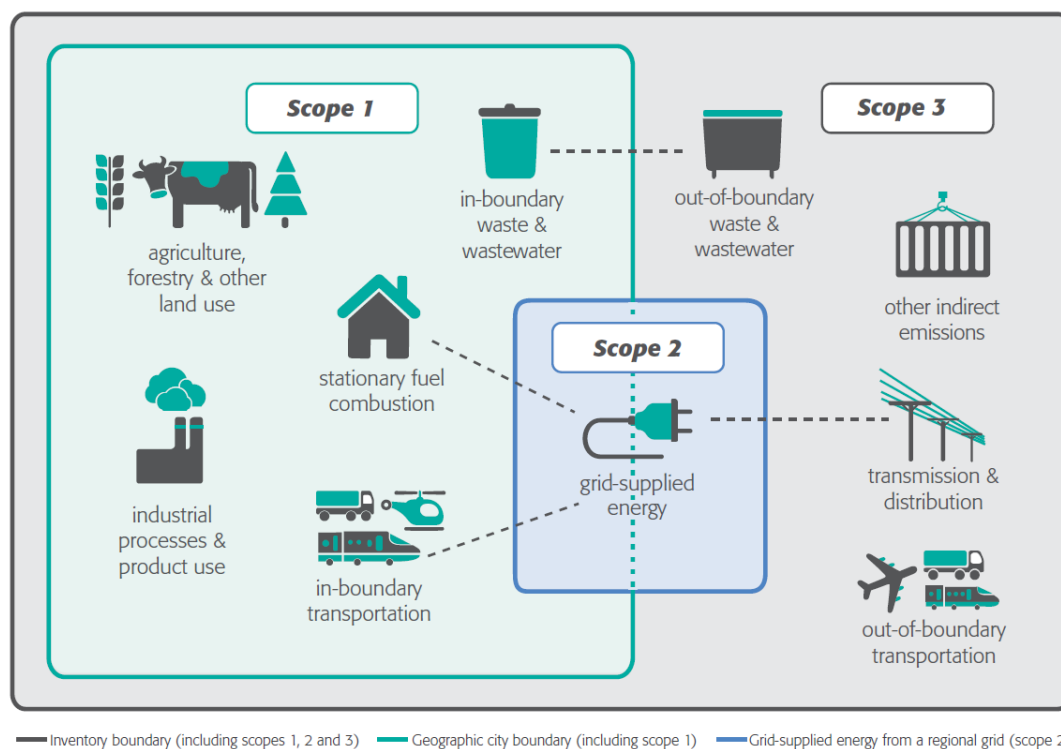 Scope 1
Scope 3
in-boundary
waste &
wastewater
out-of-boundary
waste &
wastewater
agriculture,
forestry & other
land use
other indirect
emissions
Scope 2
stationary fuel
combustion
grid-supplied
energy
transmission &
distribution
industrial
processes &
product use
in-boundary
transportation
out-of-boundary
transportation
Inventory boundary (including scopes 1, 2 and 3)
Geographic city boundary (including scope 1)
Grid-supplied energy from a regional grid (scope